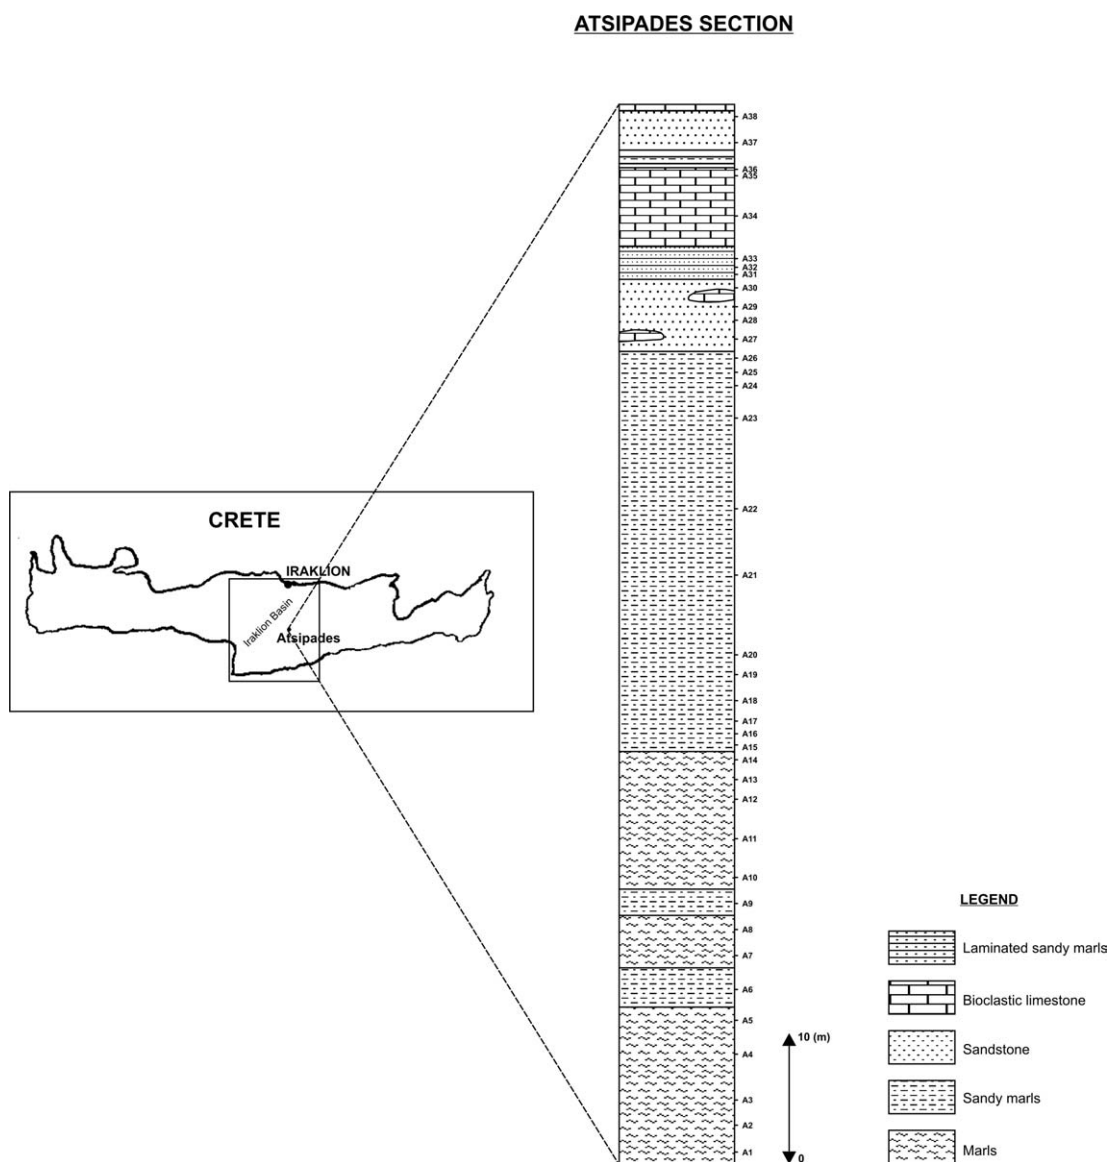 ATSIPADES SECTION
A38
A37
A36
A35
A34
A33
A32
A31
A30
A29
A28
A27
A26
A25
A24
A23
A22
A21
A20
A19
A18
A17
A16
A15
A14
A13
A12
A11
A10
A9
A8
A7
A6
A5
A4
A3
A2
A1
CRETE
IRAKLION
Iraklion Basin
Atsipades
10 (m)
0
LEGEND
Laminated sandy marls
Bioclastic limestone
Sandstone
Sandy marls
Marls